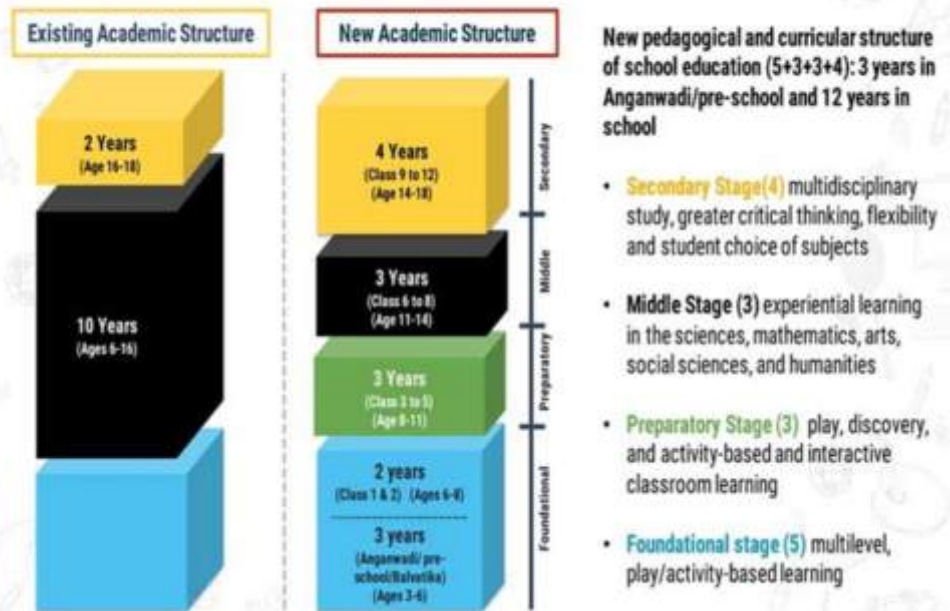 Existing Academic Structure
2 Years
(Age 16-18)
10 Years
(Ages 6-16)
New Academic Structure
4 Years
(Class 9 to 12)
(Age 14-18)
Secondary
3 Years
(Class 6 to 8)
(Age 11-14)
Middle
3 Years
(Class 3 to 5)
(Age 8-11)
Preparatory
2 years
(Class 1 & 2) (Ages 6-8)
3 years
(Anganwadi/ pre-
school/Balvatika)
(Ages 3-6)
Foundational
New pedagogical and curricular structure
of school education (5+3+3+4): 3 years in
Anganwadi/pre-school and 12 years in
school
• Secondary Stage(4) multidisciplinary
study, greater critical thinking, flexibility
and student choice of subjects
• Middle Stage (3) experiential learning
in the sciences, mathematics, arts,
social sciences, and humanities
• Preparatory Stage (3) play, discovery,
and activity-based and interactive
classroom learning
• Foundational stage (5) multilevel,
play/activity-based learning